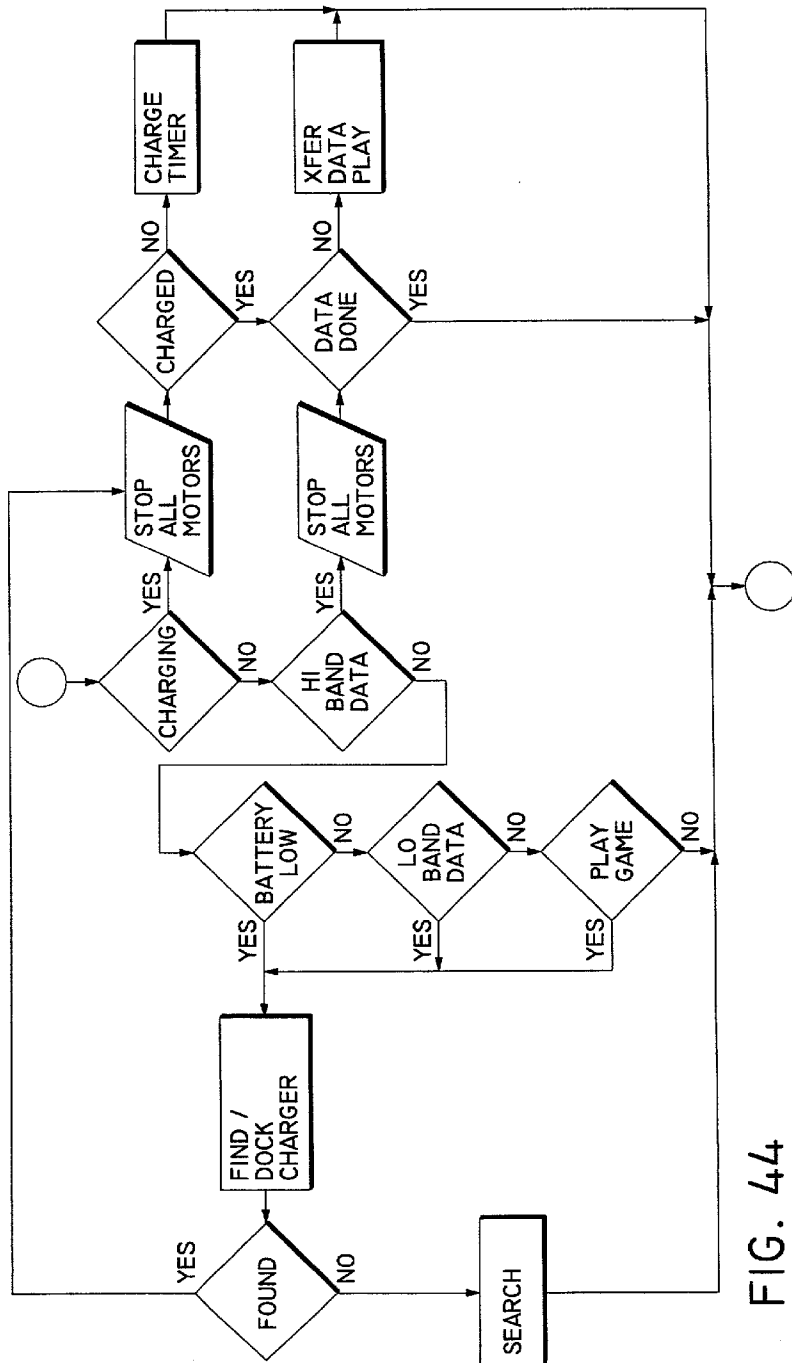 CHARGING
YES
NO
STOP
ALL
MOTORS
CHARGED
NO
YES
CHARGE
TIMER
HI
BAND
DATA
YES
NO
STOP
ALL
MOTORS
DATA
DONE
NO
YES
XFER
DATA
PLAY
BATTERY
LOW
YES
NO
LO
BAND
DATA
YES
NO
PLAY
GAME
YES
NO
FIND /
DOCK
CHARGER
FOUND
YES
NO
SEARCH
FIG. 44